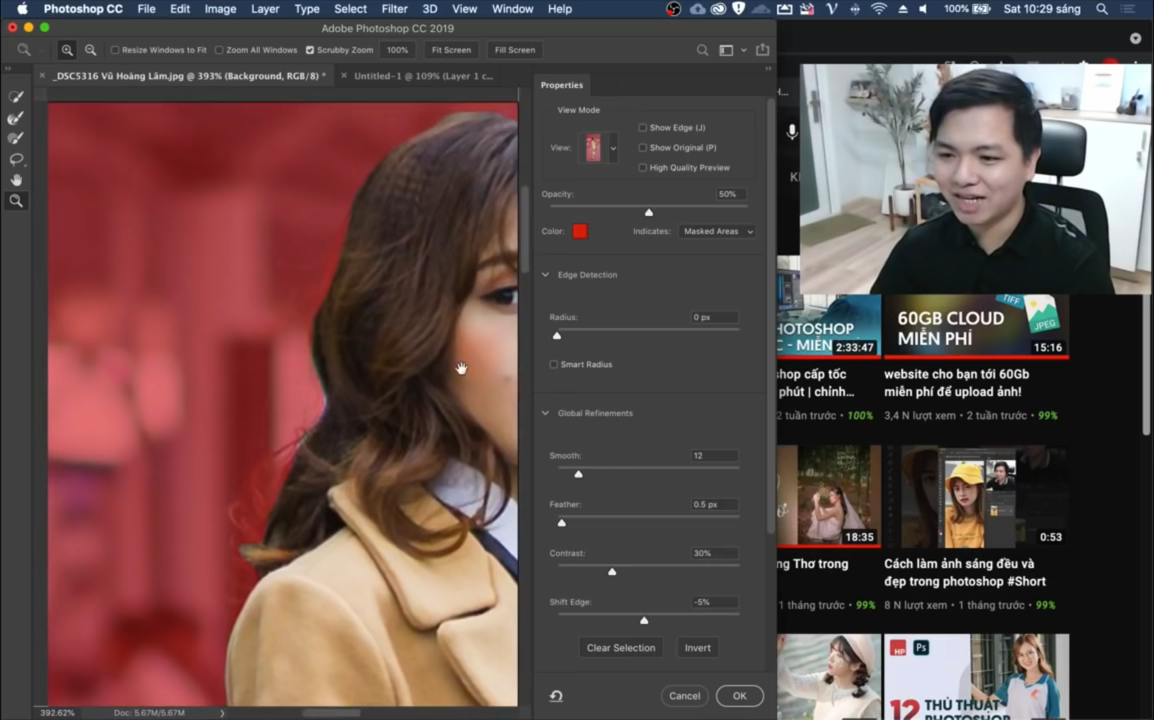 Photoshop CC File Edit Image Layer Type Select Filter 3D View Window Help
100% Sat 10:29 sáng
Adobe Photoshop CC 2019
Resize Windows to Fit Zoom All Windows Scrubby Zoom 100% Fit Screen Fill Screen
_DSC5316 Vũ Hoàng Lâm.jpg @ 393% (Background, RGB/8) * Untitled-1 @ 109% (Layer 1 c...
Properties
View Mode
View:
Show Edge (J)
Show Original (P)
High Quality Preview
Opacity: 50%
Color: Indicates: Masked Areas
Edge Detection
Radius: 0 px
Smart Radius
Global Refinements
Smooth: 12
Feather: 0.5 px
Contrast: 30%
Shift Edge: -5%
Clear Selection Invert
Cancel OK
392.62% Doc: 5.67M/5.67M
HOTOSHOP
C - MIỄN
2:33:47
60GB CLOUD
MIỄN PHÍ
TIFF
JPEG
15:16
shop cấp tốc
phút | chỉnh...
2 tuần trước • 100%
website cho bạn tới 60Gb
miễn phí để upload ảnh!
3,4 N lượt xem • 2 tuần trước • 99%
18:35
0:53
ng Thơ trong
1 tháng trước • 99%
Cách làm ảnh sáng đều và
đẹp trong photoshop #Short
8 N lượt xem • 1 tháng trước • 99%
HP Ps
12 THỦ THUẬT
PHOTOSHOP